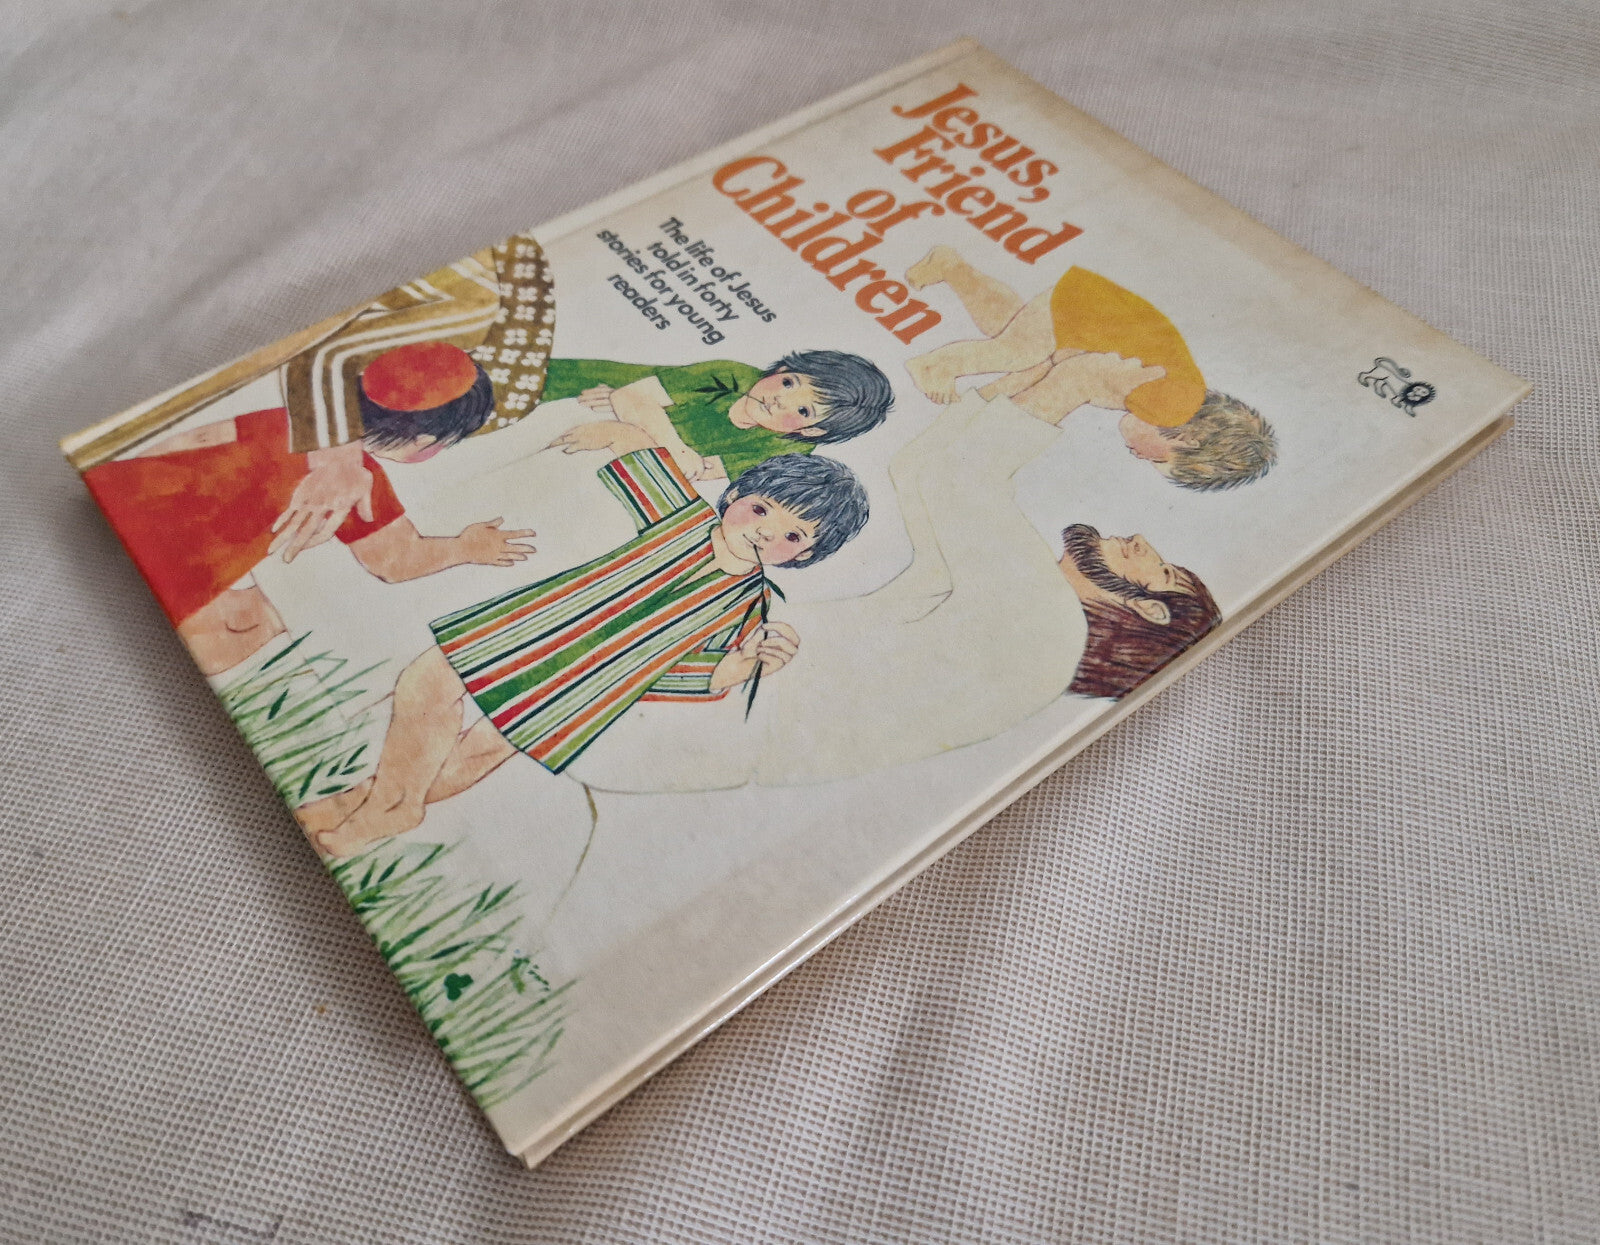 Jesus,
Friend
of
Children
The life of Jesus
told in forty
stories for young
readers